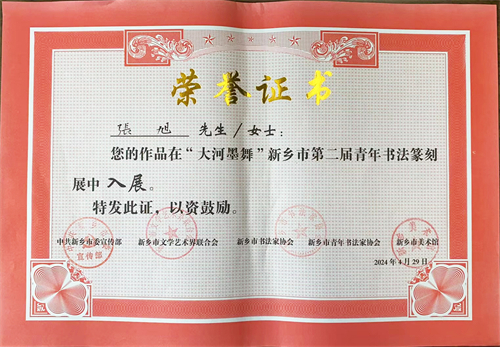 荣誉证书
張旭 先生/女士:
您的作品在“大河墨舞”新乡市第二届青年书法篆刻
展中入展。
特发此证,以资鼓励。
中共新乡市委宣传部 新乡市文学艺术界联合会 新乡市书法家协会 新乡市青年书法家协会 新乡市美术馆
宣传部
2024年4月29日